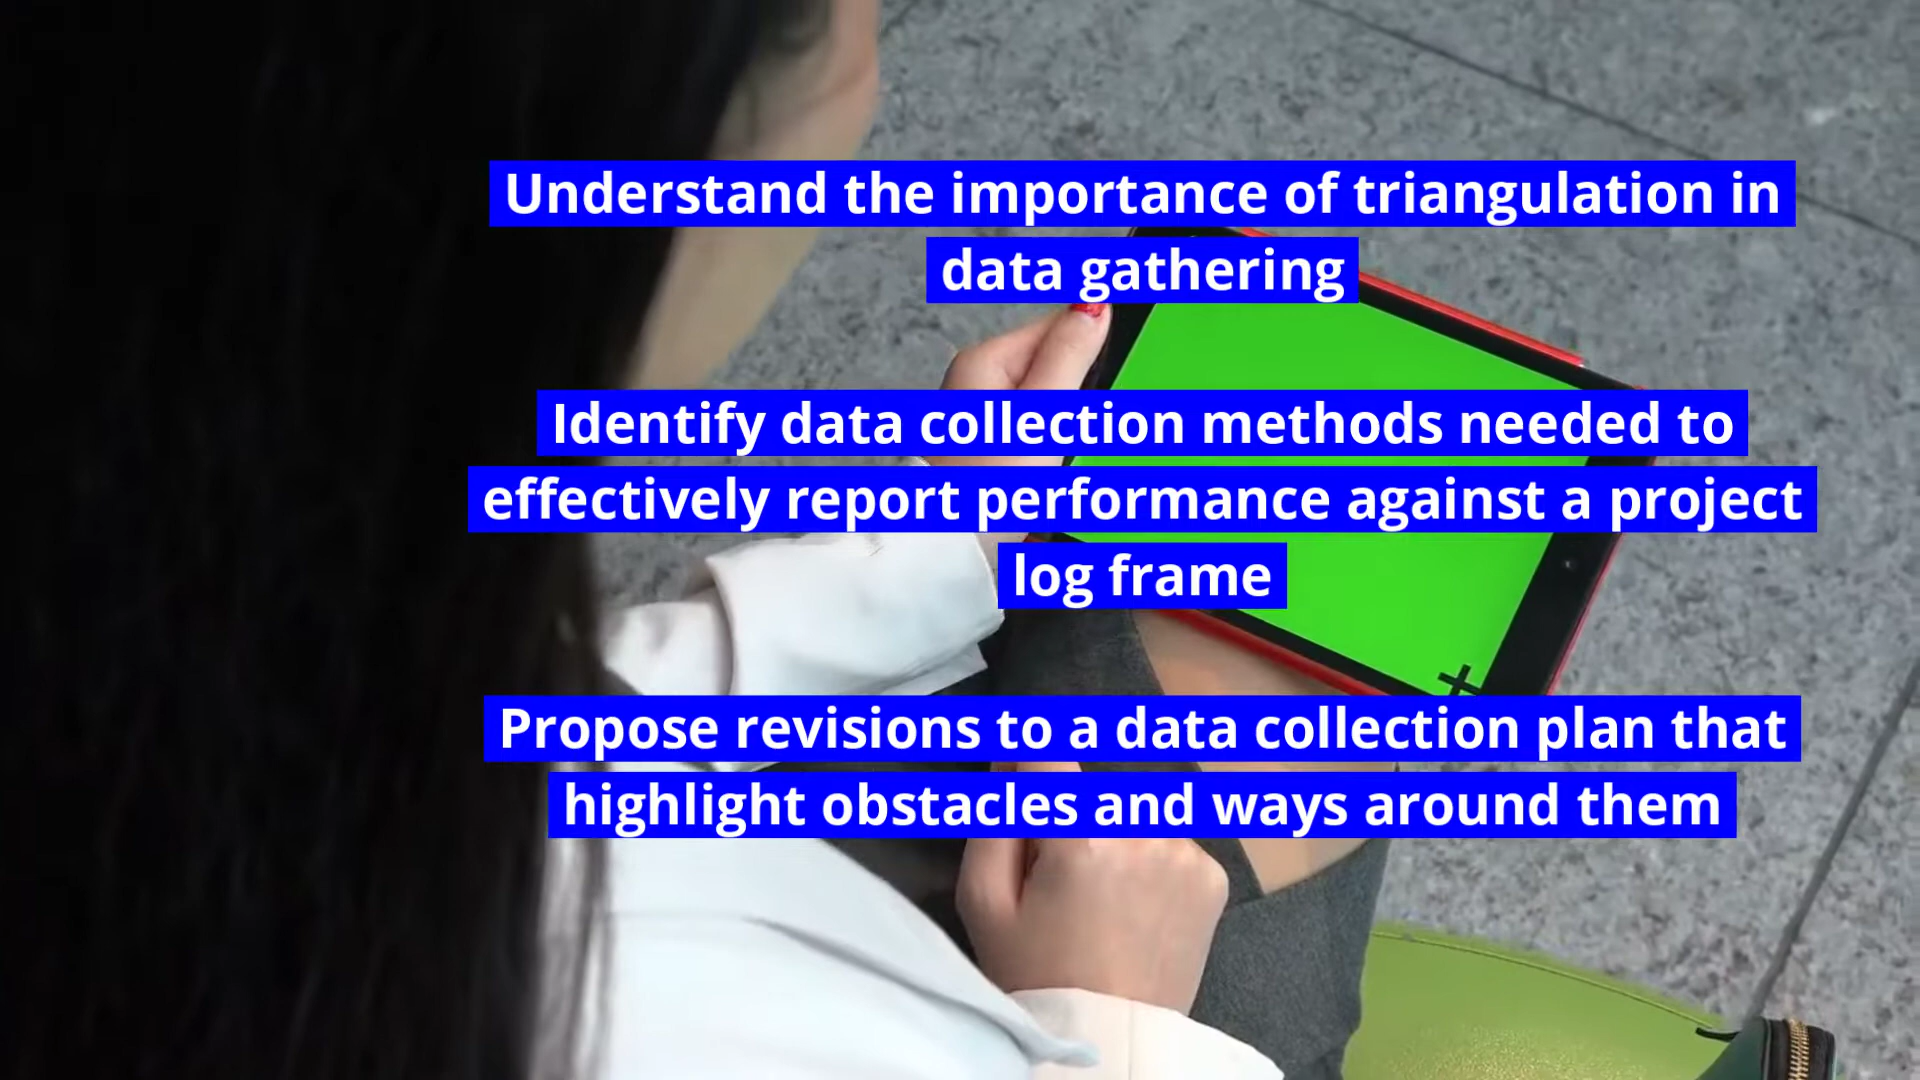 Understand the importance of triangulation in
data gathering
Identify data collection methods needed to
effectively report performance against a project
log frame
Propose revisions to a data collection plan that
highlight obstacles and ways around them